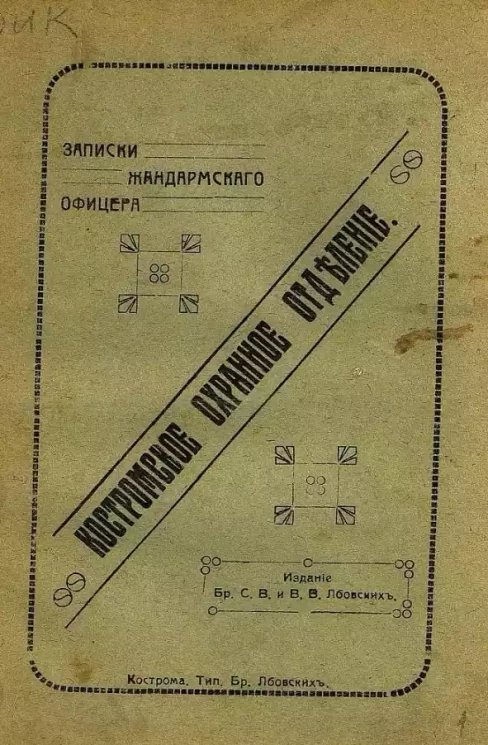 ЗАПИСКИ
ЖАНДАРМСКАГО
ОФИЦЕРА
КОСТРОМСКОЕ ОХРАННОЕ ОТДѢЛЕНІЕ.
Изданіе
Бр. С. В. и В. В. Лбовскихъ.
Кострома. Тип. Бр. Лбовскихъ.